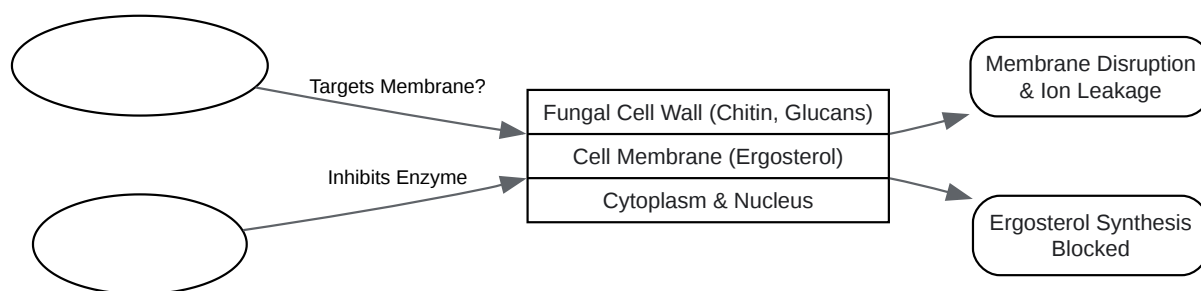 Targets Membrane?
Inhibits Enzyme
Fungal Cell Wall (Chitin, Glucans)
Cell Membrane (Ergosterol)
Cytoplasm & Nucleus
Membrane Disruption
& Ion Leakage
Ergosterol Synthesis
Blocked